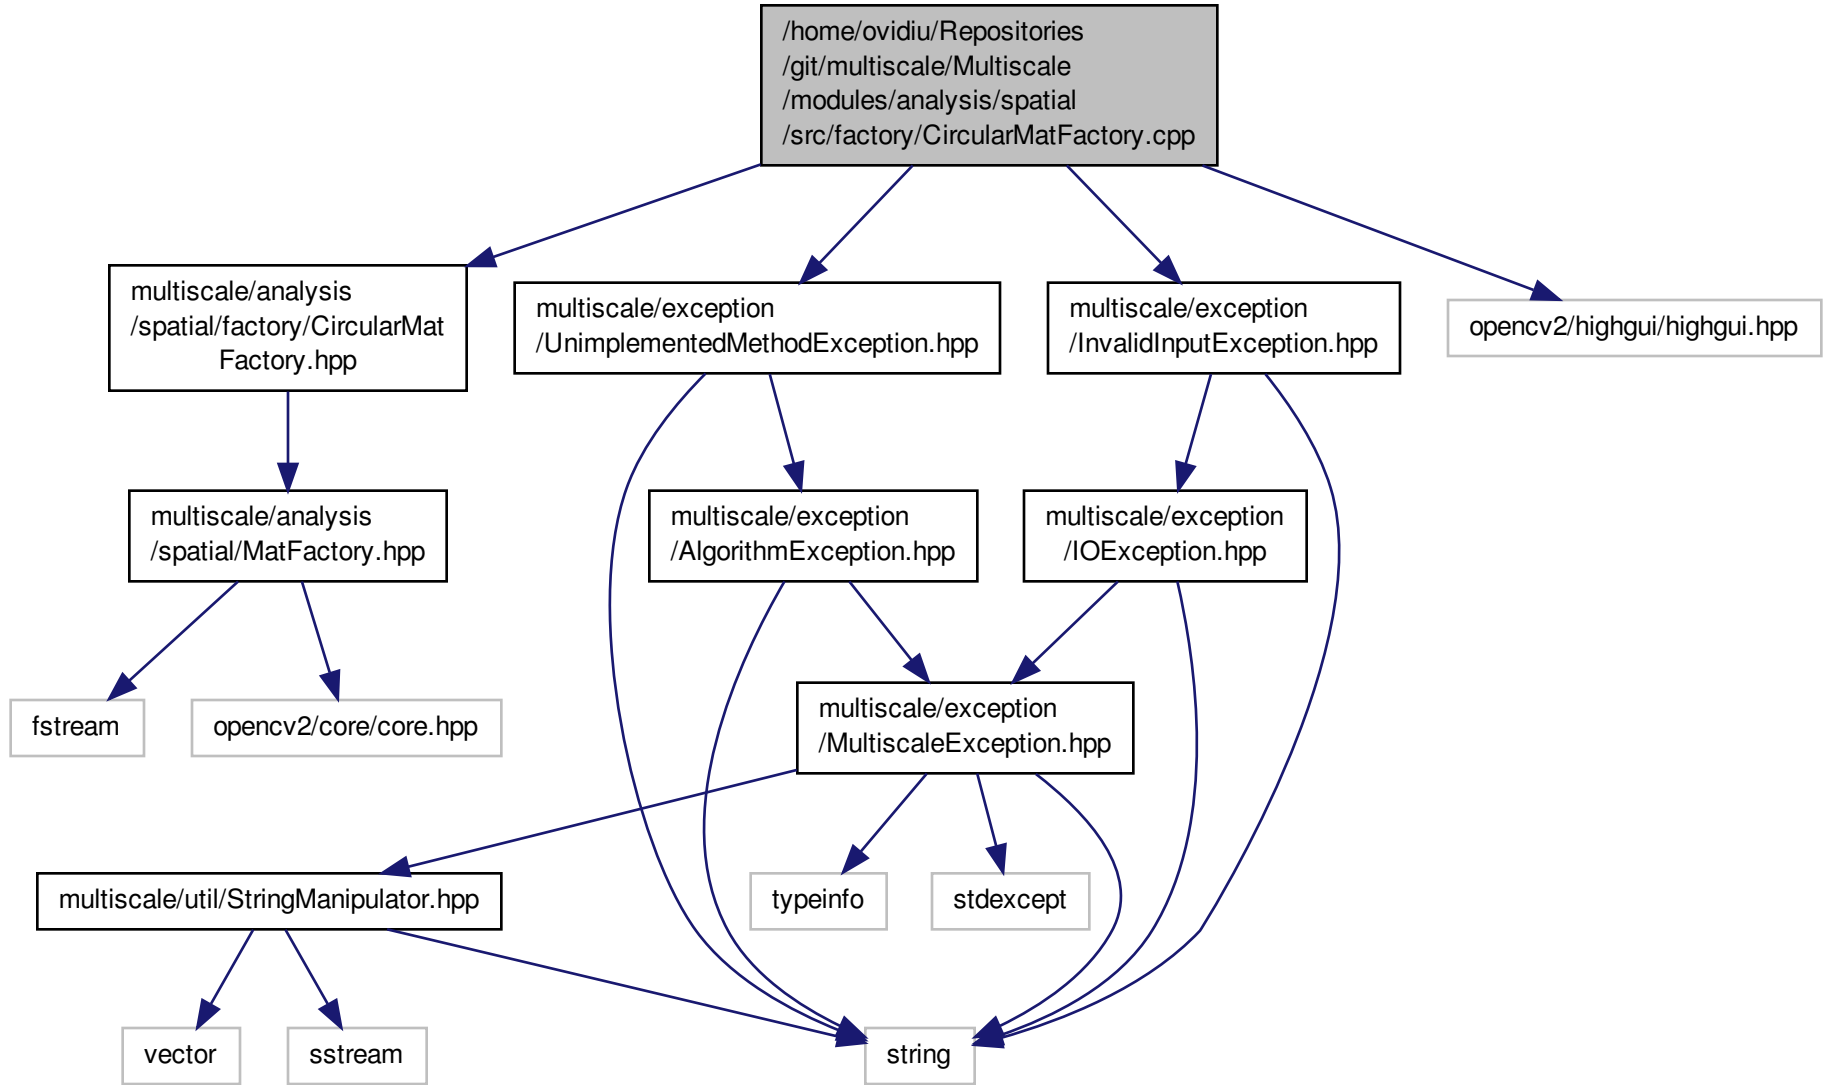 /home/ovidiu/Repositories
/git/multiscale/Multiscale
/modules/analysis/spatial
/src/factory/CircularMatFactory.cpp
multiscale/analysis
/spatial/factory/CircularMat
Factory.hpp
multiscale/exception
/UnimplementedMethodException.hpp
multiscale/exception
/InvalidInputException.hpp
opencv2/highgui/highgui.hpp
multiscale/analysis
/spatial/MatFactory.hpp
multiscale/exception
/AlgorithmException.hpp
multiscale/exception
/IOException.hpp
fstream
opencv2/core/core.hpp
multiscale/exception
/MultiscaleException.hpp
multiscale/util/StringManipulator.hpp
typeinfo
stdexcept
vector
sstream
string